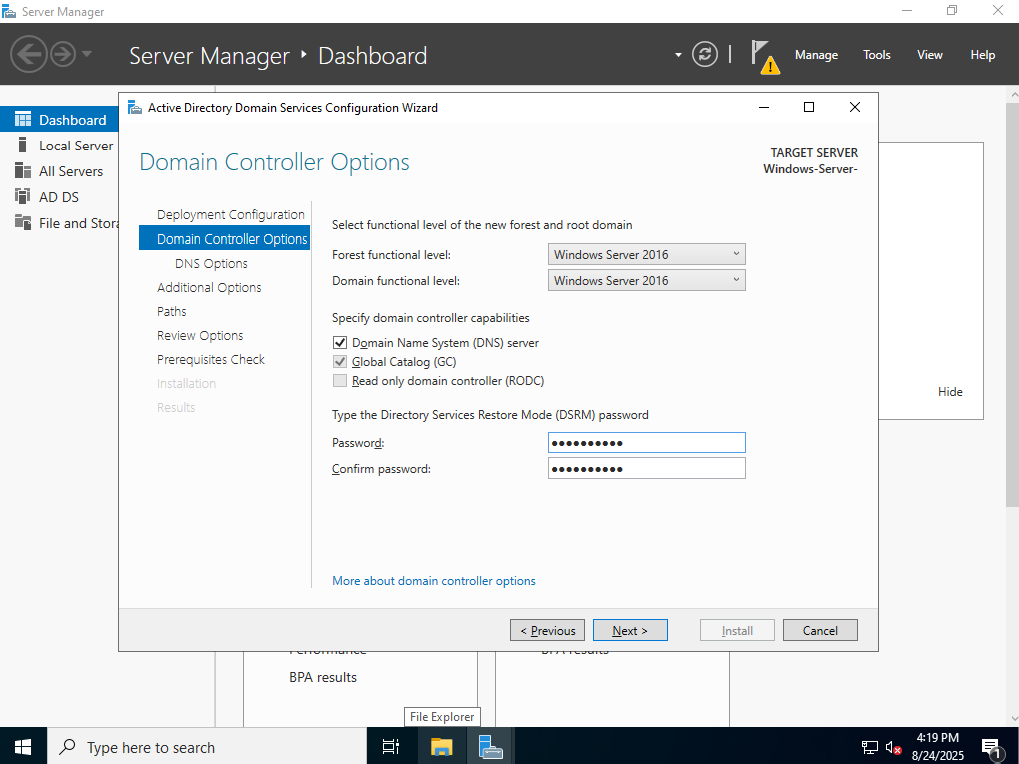 Server Manager
Server Manager ‣ Dashboard
Manage Tools View Help
Dashboard
Local Server
All Servers
AD DS
File and Stora
Active Directory Domain Services Configuration Wizard
Domain Controller Options
TARGET SERVER
Windows-Server-
Deployment Configuration
Domain Controller Options
DNS Options
Additional Options
Paths
Review Options
Prerequisites Check
Installation
Results
Select functional level of the new forest and root domain
Forest functional level: Windows Server 2016
Domain functional level: Windows Server 2016
Specify domain controller capabilities
Domain Name System (DNS) server
Global Catalog (GC)
Read only domain controller (RODC)
Type the Directory Services Restore Mode (DSRM) password
Password: ●●●●●●●●●●
Confirm password: ●●●●●●●●●●
More about domain controller options
< Previous Next > Install Cancel
Hide
Performance
BPA results
BPA results
File Explorer
Type here to search
4:19 PM
8/24/2025
1